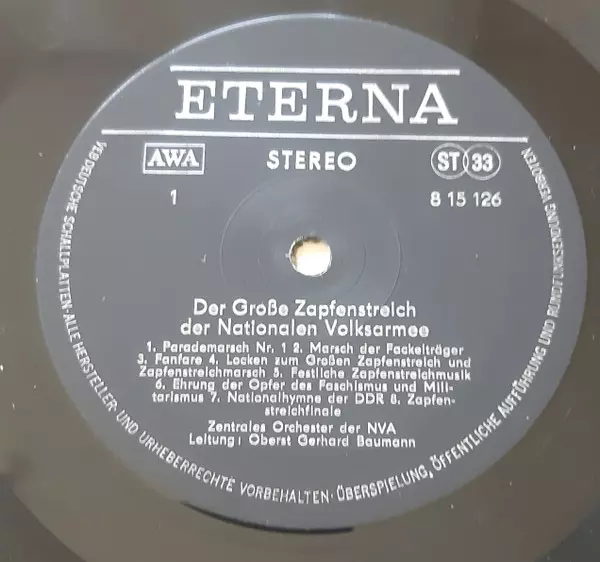 ETERNA
AWA STEREO ST 33
1 8 15 126
Der Große Zapfenstreich
der Nationalen Volksarmee
1. Parademarsch Nr. 1 2. Marsch der Fackelträger
3. Fanfare 4. Locken zum Großen Zapfenstreich und
Zapfenstreichmarsch 5. Festliche Zapfenstreichmusik
6. Ehrung der Opfer des Faschismus und Mili-
tarismus 7. Nationalhymne der DDR 8. Zapfen-
streichfinale
Zentrales Orchester der NVA
Leitung: Oberst Gerhard Baumann
VEB DEUTSCHE SCHALLPLATTEN · ALLE HERSTELLER- UND URHEBERRECHTE VORBEHALTEN · ÜBERSPIELUNG, ÖFFENTLICHE AUFFÜHRUNG UND RUNDFUNKSENDUNG VERBOTEN